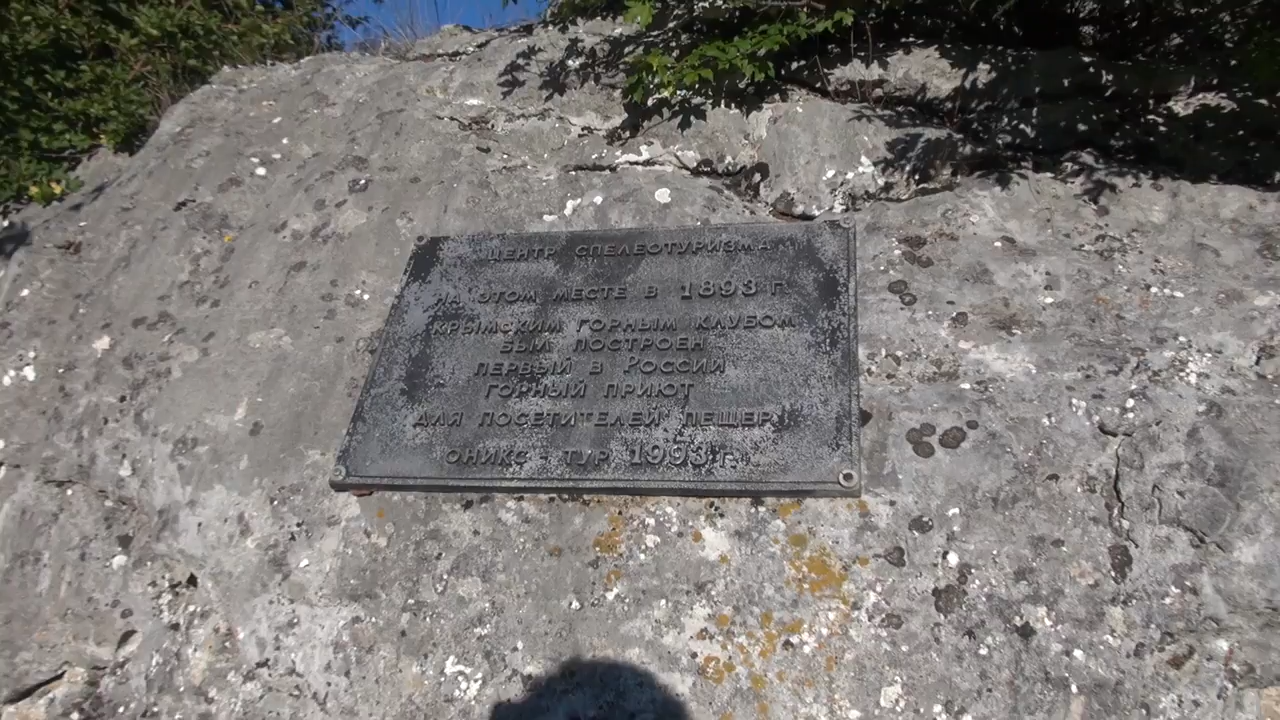 ЦЕНТР СПЕЛЕОТУРИЗМА
НА ЭТОМ МЕСТЕ В 1893 Г.
КРЫМСКИМ ГОРНЫМ КЛУБОМ
БЫЛ ПОСТРОЕН
ПЕРВЫЙ В РОССИИ
ГОРНЫЙ ПРИЮТ
ДЛЯ ПОСЕТИТЕЛЕЙ ПЕЩЕР
ОНИКС - ТУР 1993 Г.